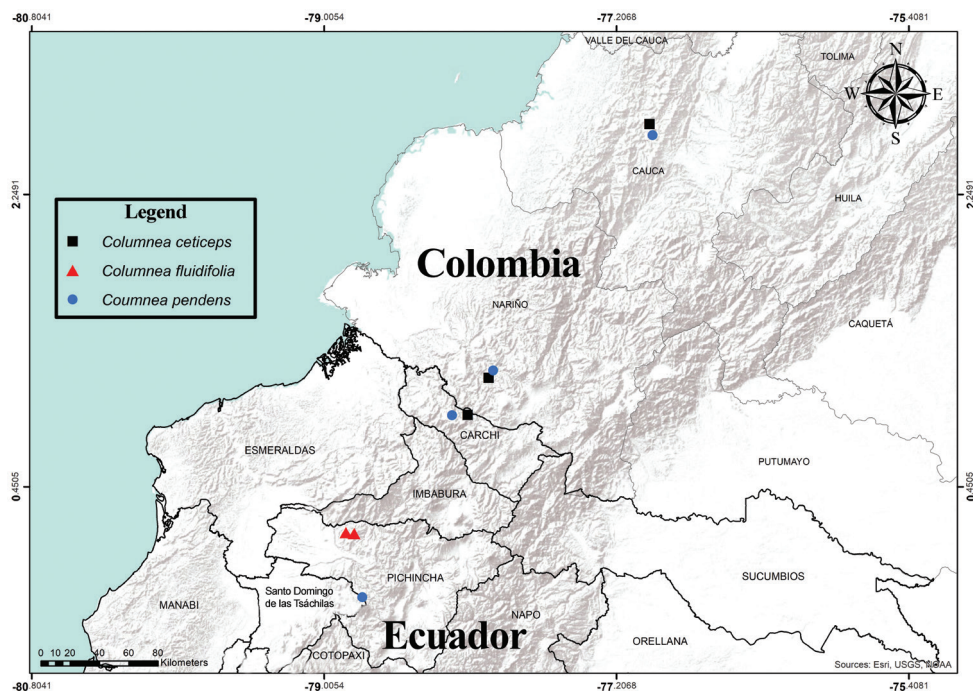 -80.8041
-79.0054
-77.2068
-75.4081
VALLE DEL CAUCA
TOLIMA
N
W E
S
CAUCA
2.2491
2.2491
HUILA
Legend
Columnea ceticeps
Columnea fluidifolia
Coumnea pendens
Colombia
NARIÑO
CAQUETÁ
CARCHI
ESMERALDAS
PUTUMAYO
0.4505
0.4505
IMBABURA
PICHINCHA
SUCUMBIOS
Santo Domingo
de las Tsáchilas
MANABI
NAPO
Ecuador
ORELLANA
COTOPAXI
0 10 20 40 60 80
Kilometers
Sources: Esri, USGS, NOAA
-80.8041
-79.0054
-77.2068
-75.4081